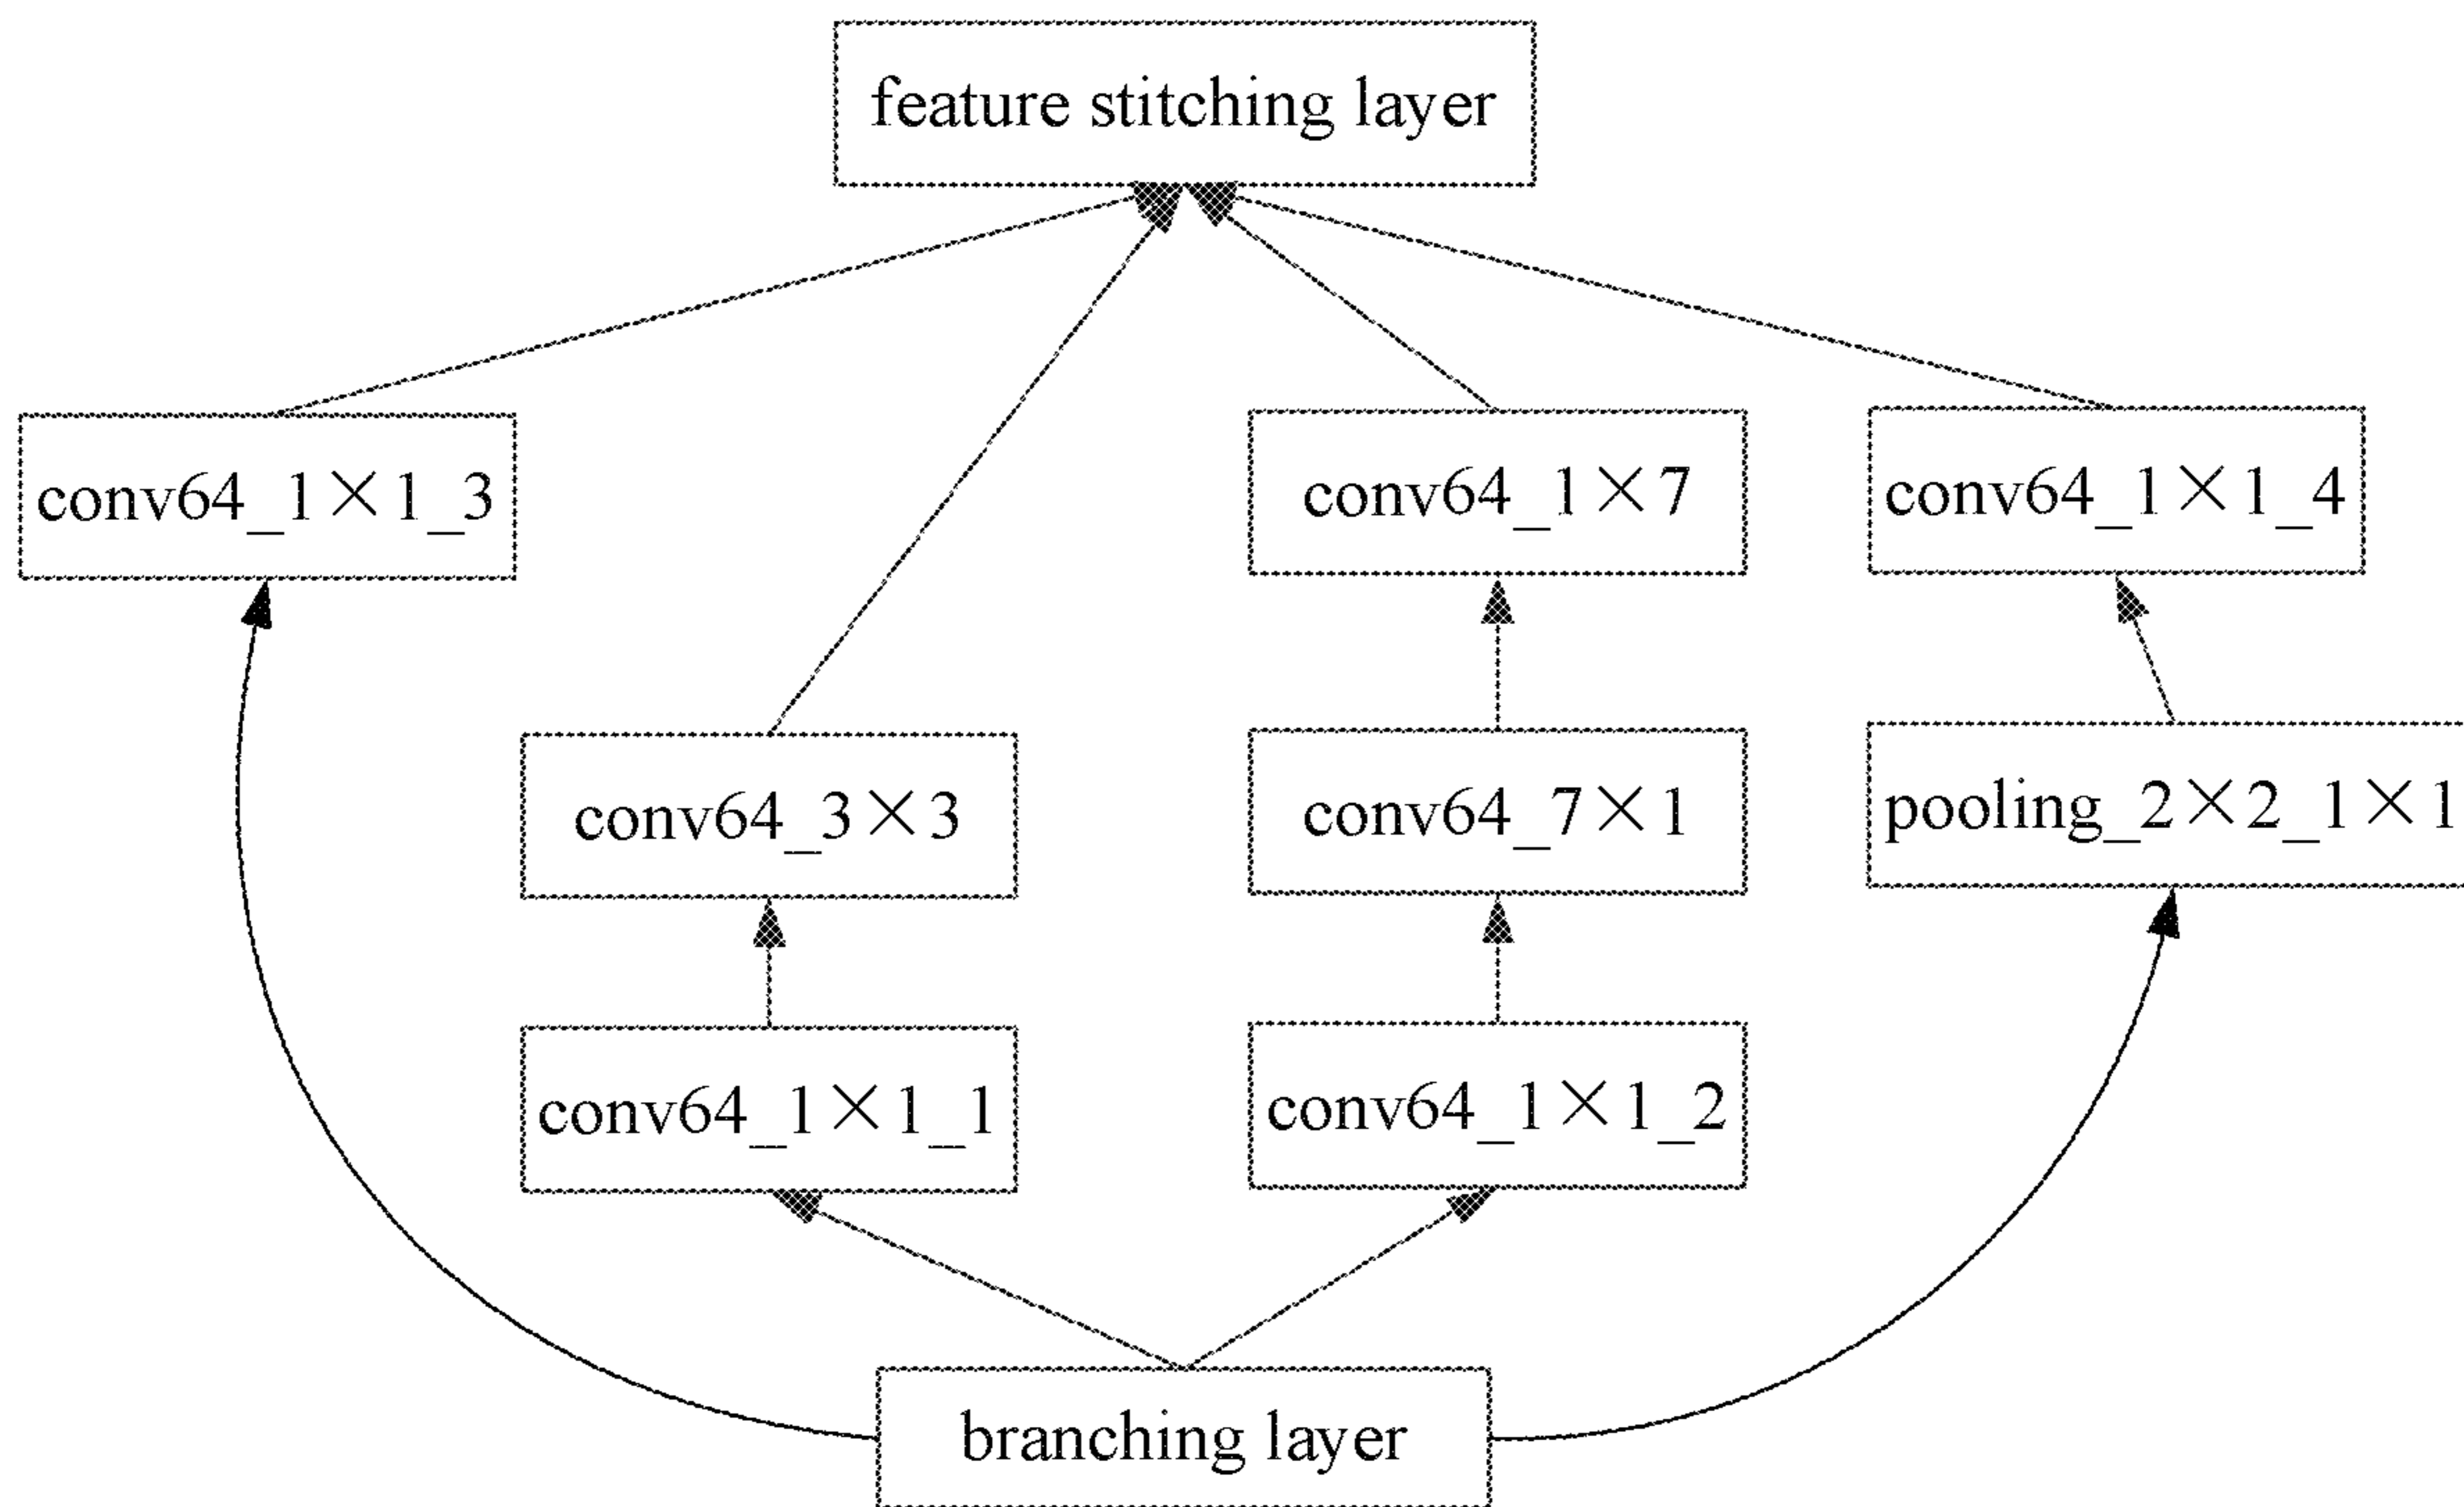 feature stitching layer
conv64_1×1_3
conv64_1×7
conv64_1×1_4
conv64_3×3
conv64_7×1
pooling_2×2_1×1
conv64_1×1_1
conv64_1×1_2
branching layer